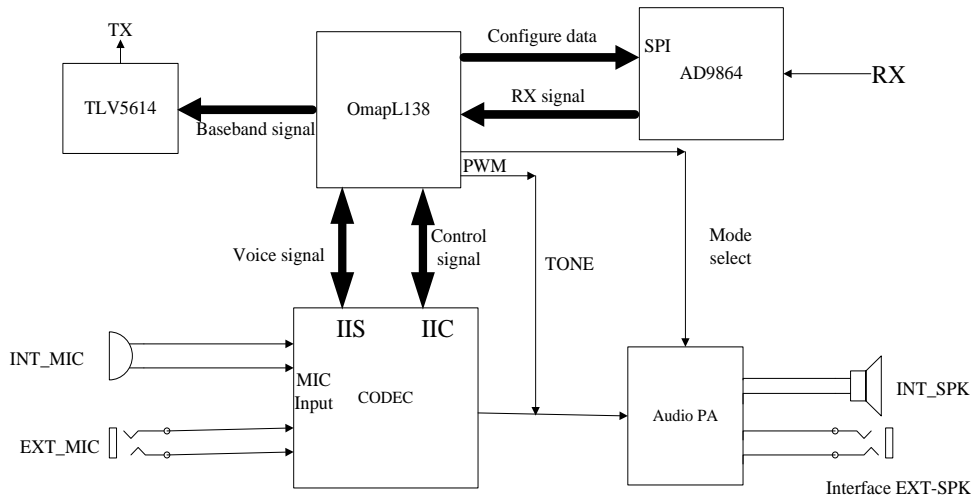 TX
TLV5614
Baseband signal
OmapL138
Configure data
RX signal
SPI
AD9864
RX
PWM
Voice signal
Control
signal
TONE
Mode
select
IIS
IIC
INT_MIC
MIC
Input
CODEC
EXT_MIC
Audio PA
INT_SPK
Interface EXT-SPK